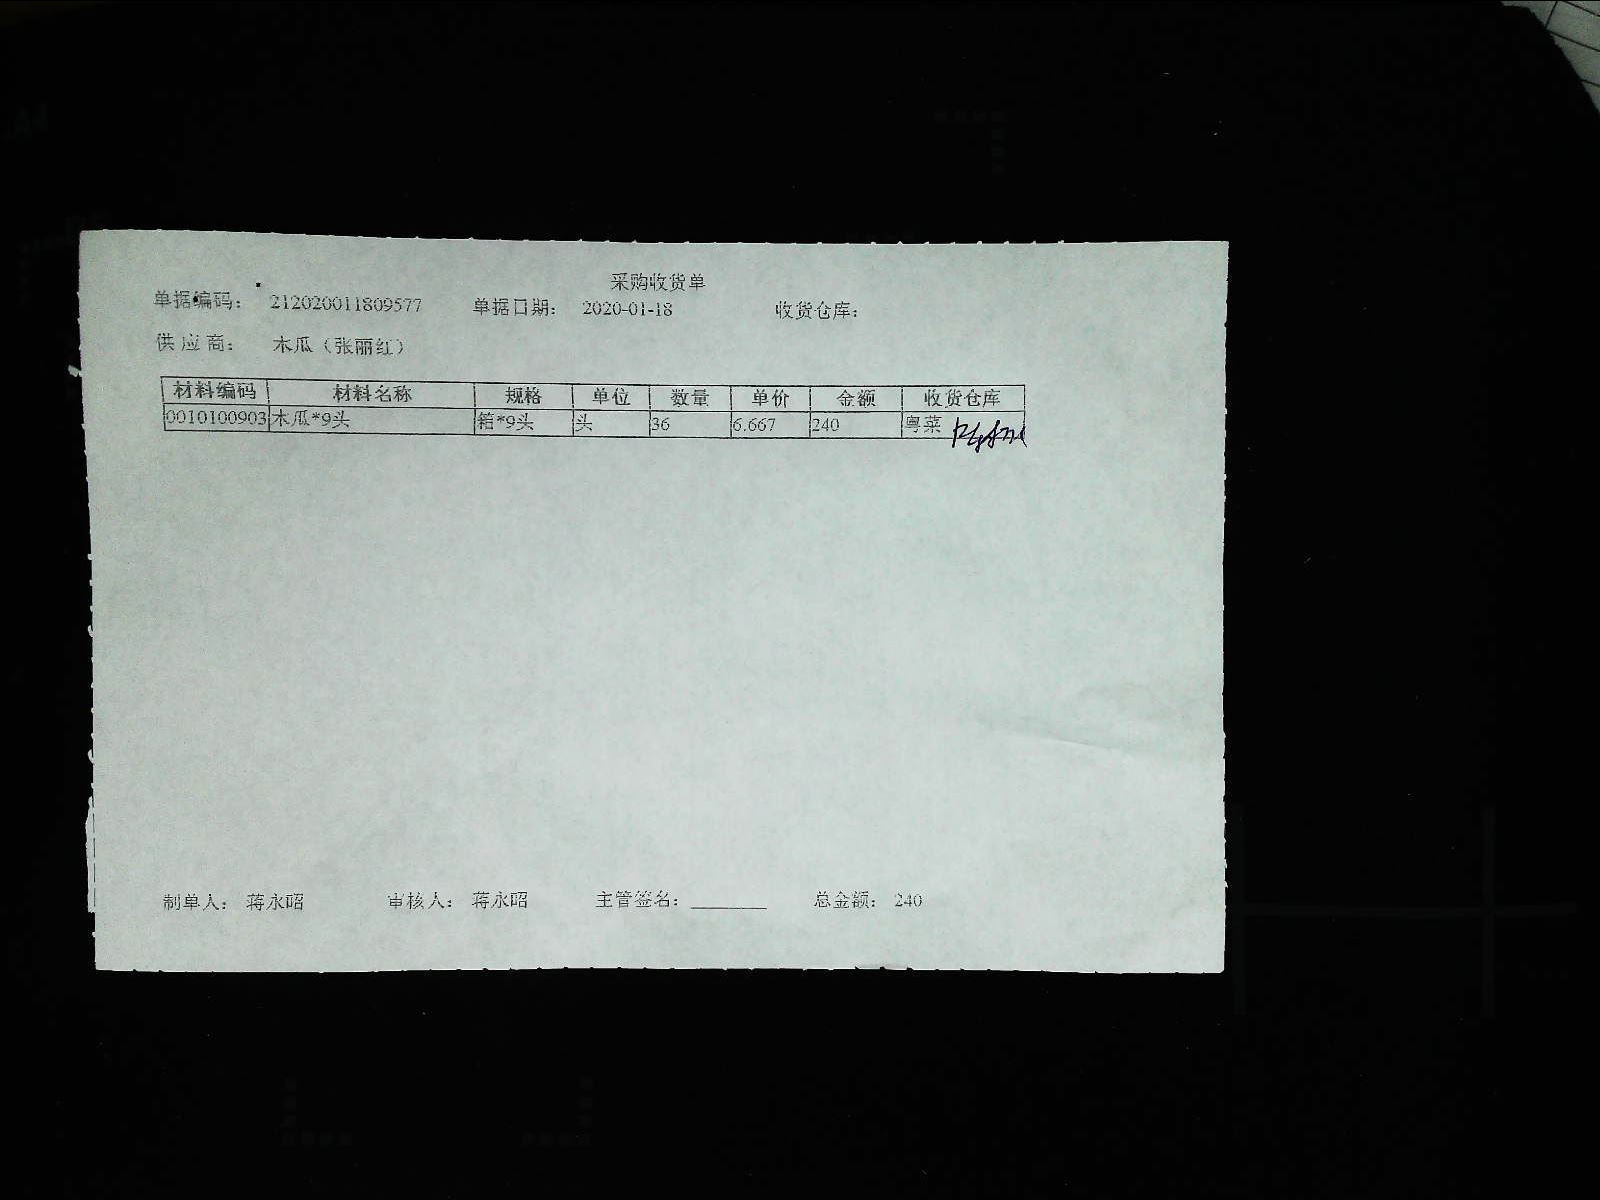 采购收货单
单据编码： 212020011809577 单据日期： 2020-01-18 收货仓库：
供应商： 木瓜（张丽红）
材料编码 材料名称 规格 单位 数量 单价 金额 收货仓库
0010100903 木瓜*9头 箱*9头 头 36 6.667 240 粤菜
制单人： 蒋永昭 审核人： 蒋永昭 主管签名：________ 总金额： 240